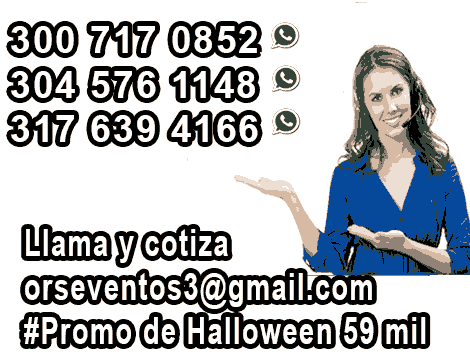 300 717 0852
304 576 1148
317 639 4166
Llama y cotiza
orseventos3@gmail.com
#Promo de Halloween 59 mil